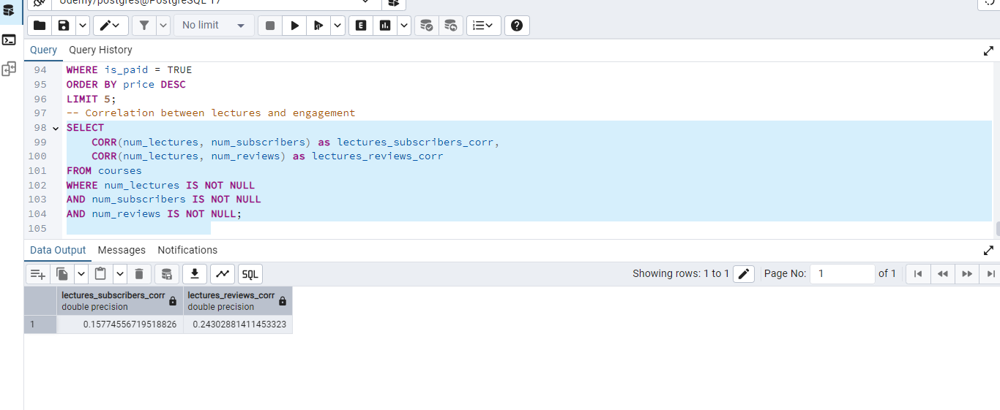 Udemy/postgres@PostgreSQL 17
No limit
E
Query Query History
94 WHERE is_paid = TRUE
95 ORDER BY price DESC
96 LIMIT 5;
97 -- Correlation between lectures and engagement
98 SELECT
99 CORR(num_lectures, num_subscribers) as lectures_subscribers_corr,
100 CORR(num_lectures, num_reviews) as lectures_reviews_corr
101 FROM courses
102 WHERE num_lectures IS NOT NULL
103 AND num_subscribers IS NOT NULL
104 AND num_reviews IS NOT NULL;
105
Data Output Messages Notifications
SQL Showing rows: 1 to 1 Page No: 1 of 1
lectures_subscribers_corr lectures_reviews_corr
double precision double precision
1 0.15774556719518826 0.24302881411453323